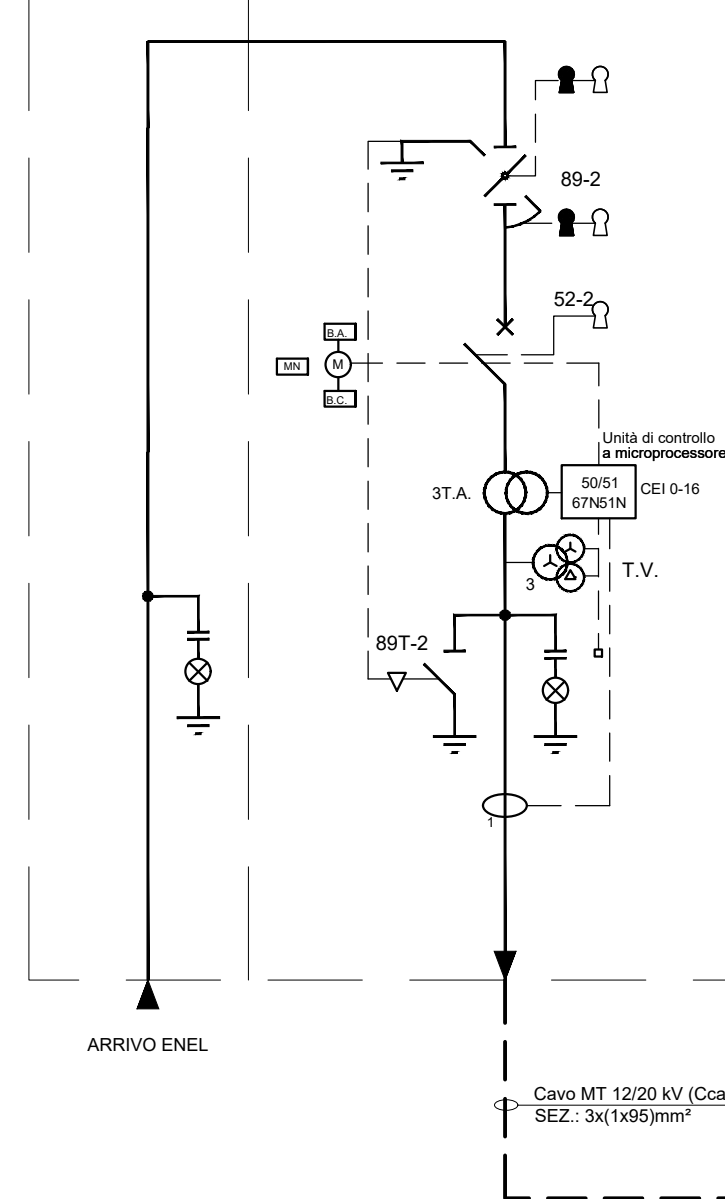 89-2
52-2
B.A.
MN
M
B.C.
Unità di controllo
a microprocessore
3T.A.
50/51
67N51N
CEI 0-16
T.V.
3
89T-2
1
ARRIVO ENEL
Cavo MT 12/20 kV (Cca
SEZ.: 3x(1x95)mm²